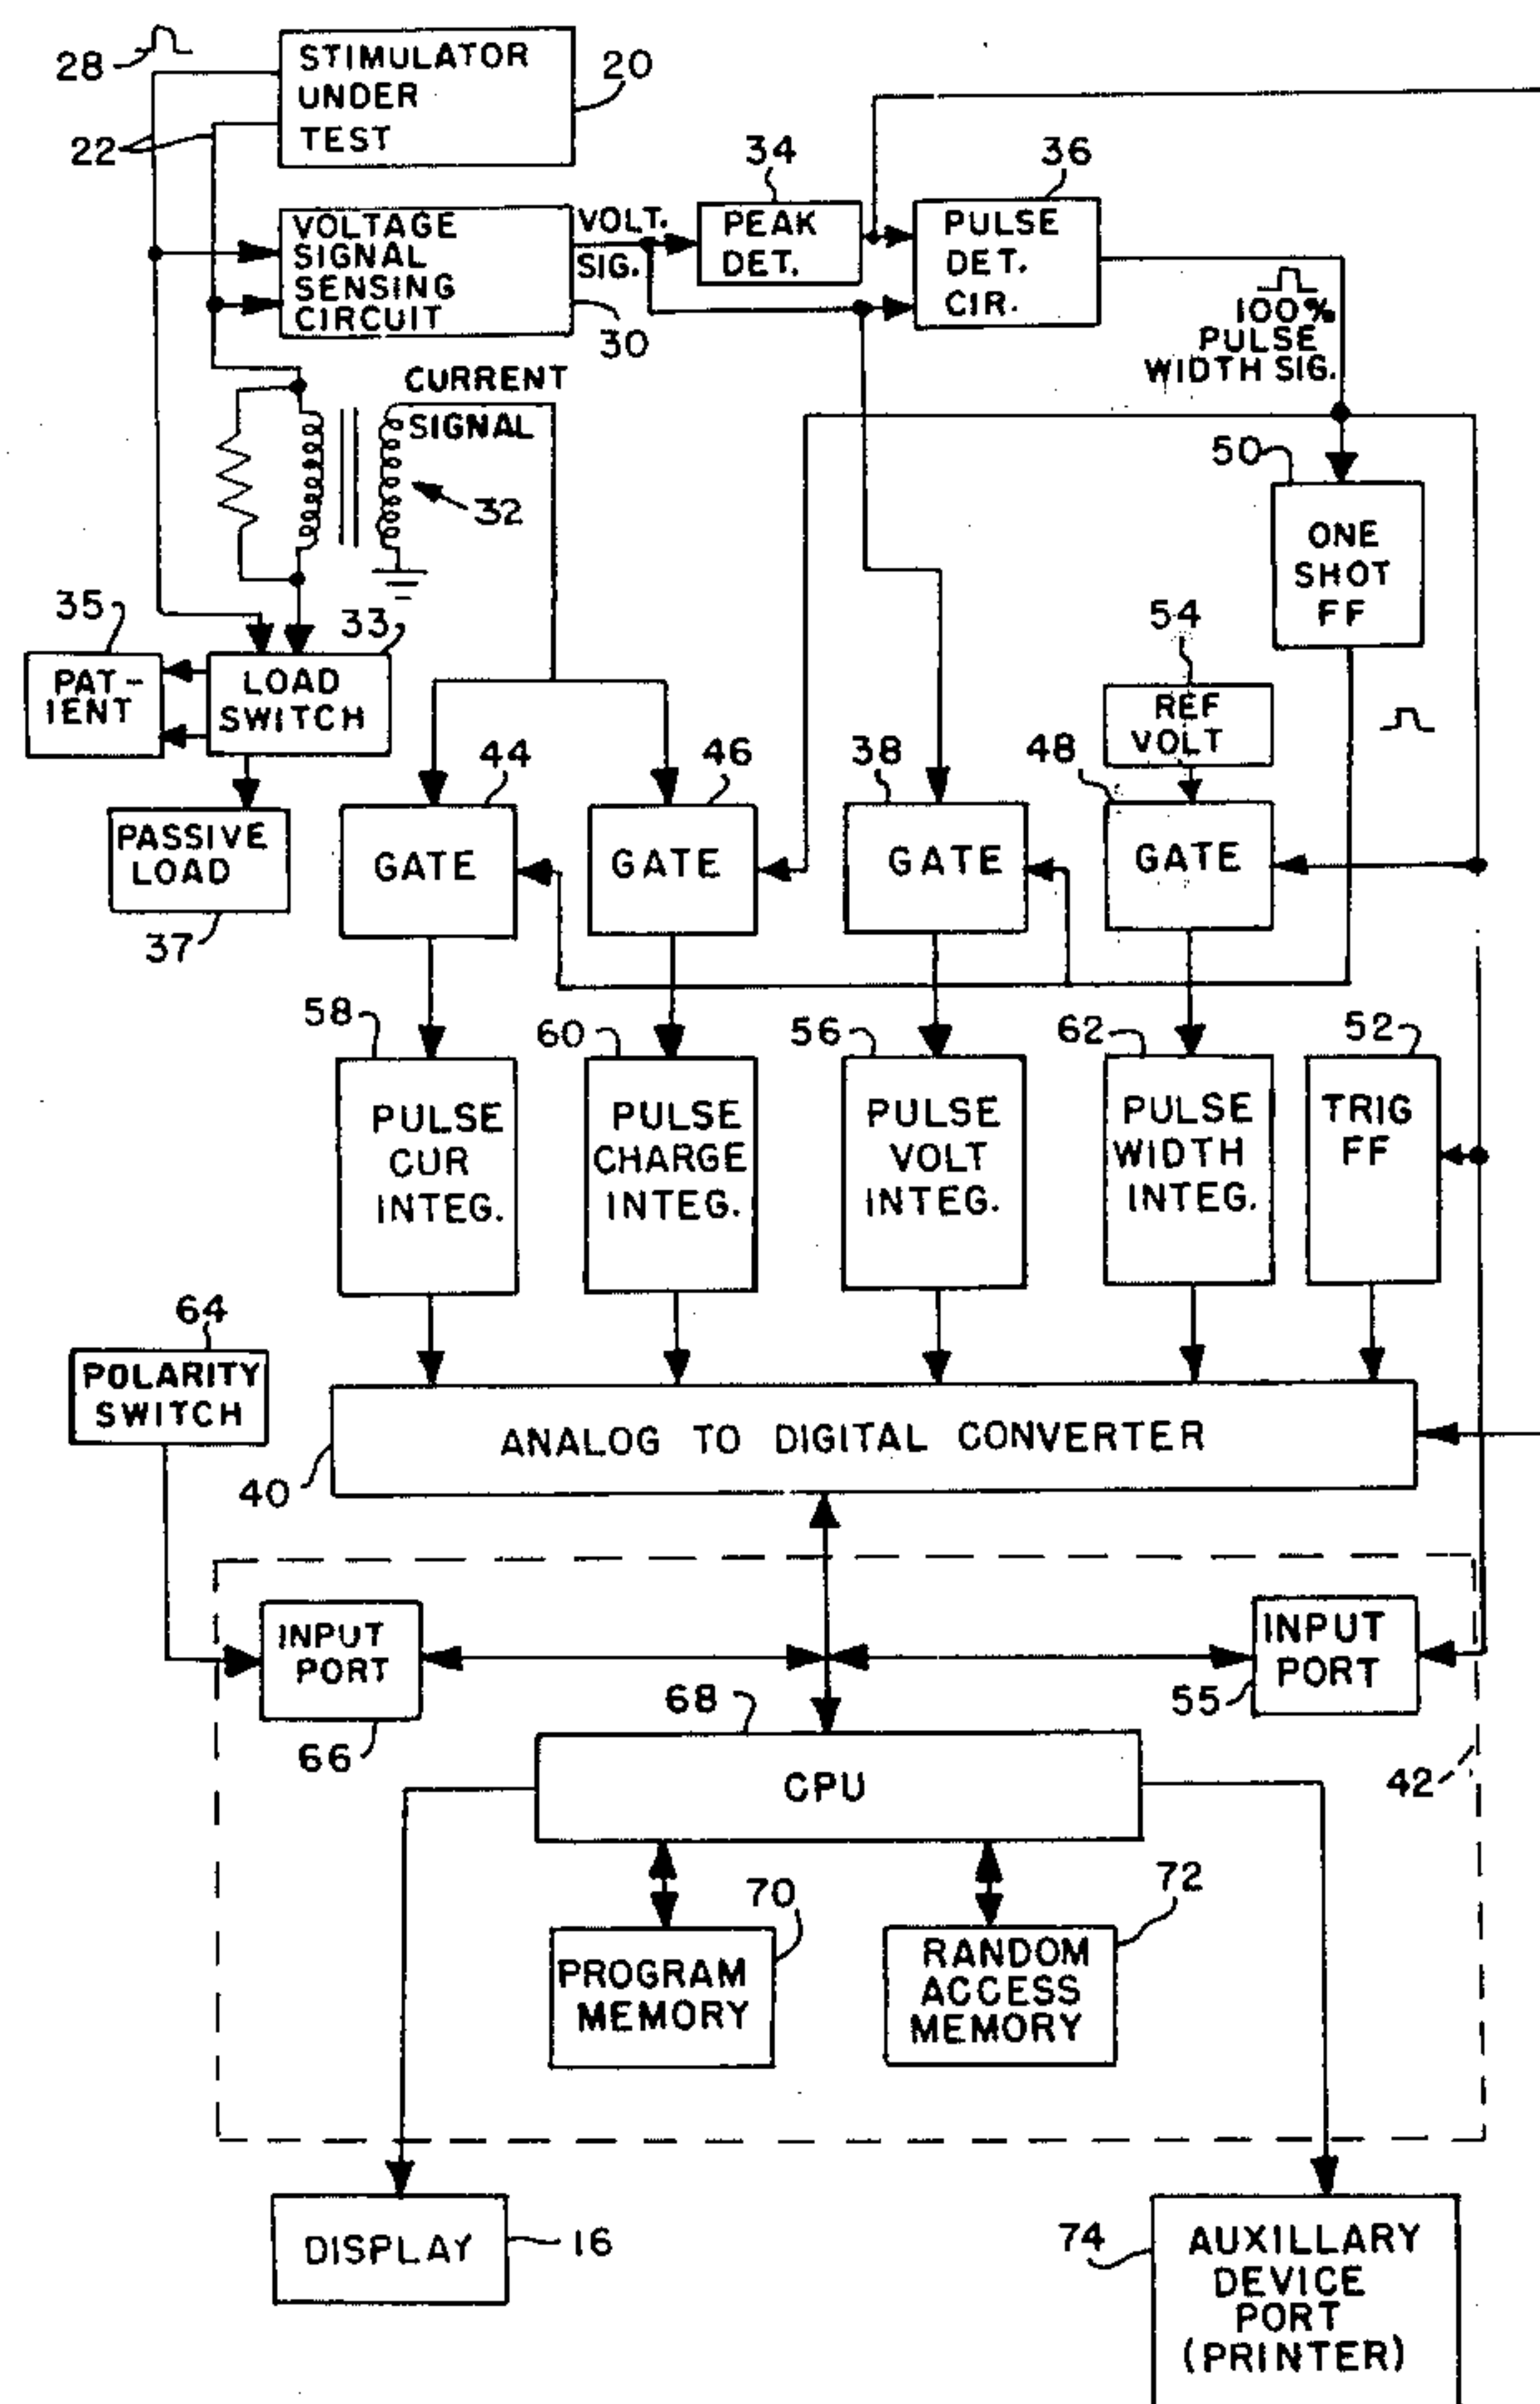 28
STIMULATOR
UNDER
TEST
20
22
34
36
VOLTAGE
SIGNAL
SENSING
CIRCUIT
VOLT.
SIG.
30
PEAK
DET.
PULSE
DET.
CIR.
100%
PULSE
WIDTH SIG.
CURRENT
SIGNAL
32
50
ONE
SHOT
FF
35
33
54
PAT-
IENT
LOAD
SWITCH
REF
VOLT
44
46
38
48
PASSIVE
LOAD
37
GATE
GATE
GATE
GATE
58
60
56
62
52
PULSE
CUR
INTEG.
PULSE
CHARGE
INTEG.
PULSE
VOLT
INTEG.
PULSE
WIDTH
INTEG.
TRIG
FF
64
POLARITY
SWITCH
ANALOG TO DIGITAL CONVERTER
40
INPUT
PORT
66
INPUT
PORT
55
68
CPU
42
70
72
PROGRAM
MEMORY
RANDOM
ACCESS
MEMORY
DISPLAY
16
74
AUXILLARY
DEVICE
PORT
(PRINTER)